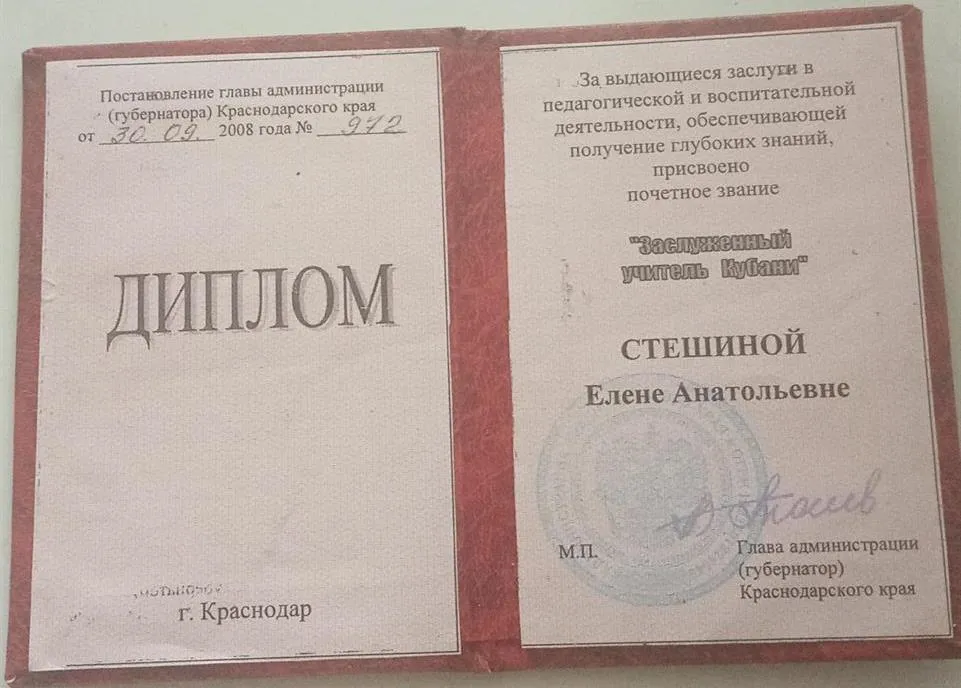 Постановление главы администрации
(губернатора) Краснодарского края
от 30.09. 2008 года № 972
ДИПЛОМ
г. Краснодар
За выдающиеся заслуги в
педагогической и воспитательной
деятельности, обеспечивающей
получение глубоких знаний,
присвоено
почетное звание
"Заслуженный
учитель Кубани"
СТЕШИНОЙ
Елене Анатольевне
М.П.
Глава администрации
(губернатор)
Краснодарского края